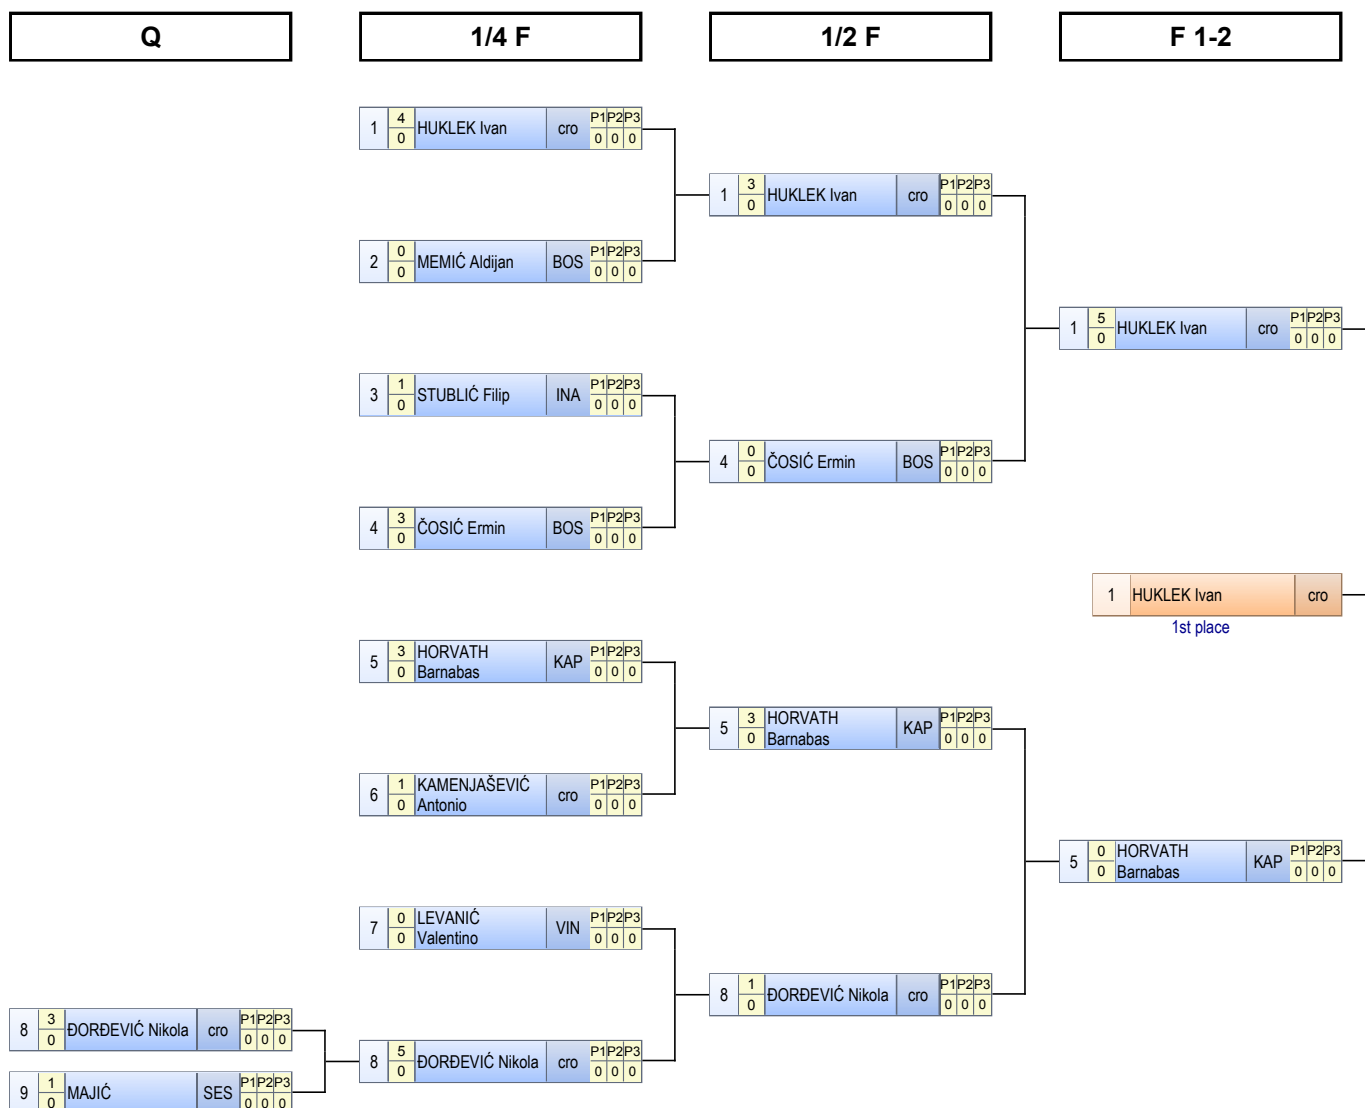 Q
1/4 F
1/2 F
F 1-2
1 4 HUKLEK Ivan cro P1 P2 P3
0 0 0 0
1 3 HUKLEK Ivan cro P1 P2 P3
0 0 0 0
2 0 MEMIĆ Aldijan BOS P1 P2 P3
0 0 0 0
1 5 HUKLEK Ivan cro P1 P2 P3
0 0 0 0
3 1 STUBLIĆ Filip INA P1 P2 P3
0 0 0 0
4 0 ČOSIĆ Ermin BOS P1 P2 P3
0 0 0 0
4 3 ČOSIĆ Ermin BOS P1 P2 P3
0 0 0 0
1 HUKLEK Ivan cro
1st place
5 3 HORVATH KAP P1 P2 P3
0 Barnabas 0 0 0
5 3 HORVATH KAP P1 P2 P3
0 Barnabas 0 0 0
6 1 KAMENJAŠEVIĆ cro P1 P2 P3
0 Antonio 0 0 0
5 0 HORVATH KAP P1 P2 P3
0 Barnabas 0 0 0
7 0 LEVANIĆ VIN P1 P2 P3
0 Valentino 0 0 0
8 1 ĐORĐEVIĆ Nikola cro P1 P2 P3
0 0 0 0
8 3 ĐORĐEVIĆ Nikola cro P1 P2 P3
0 0 0 0
8 5 ĐORĐEVIĆ Nikola cro P1 P2 P3
0 0 0 0
9 1 MAJIĆ SES P1 P2 P3
0 0 0 0